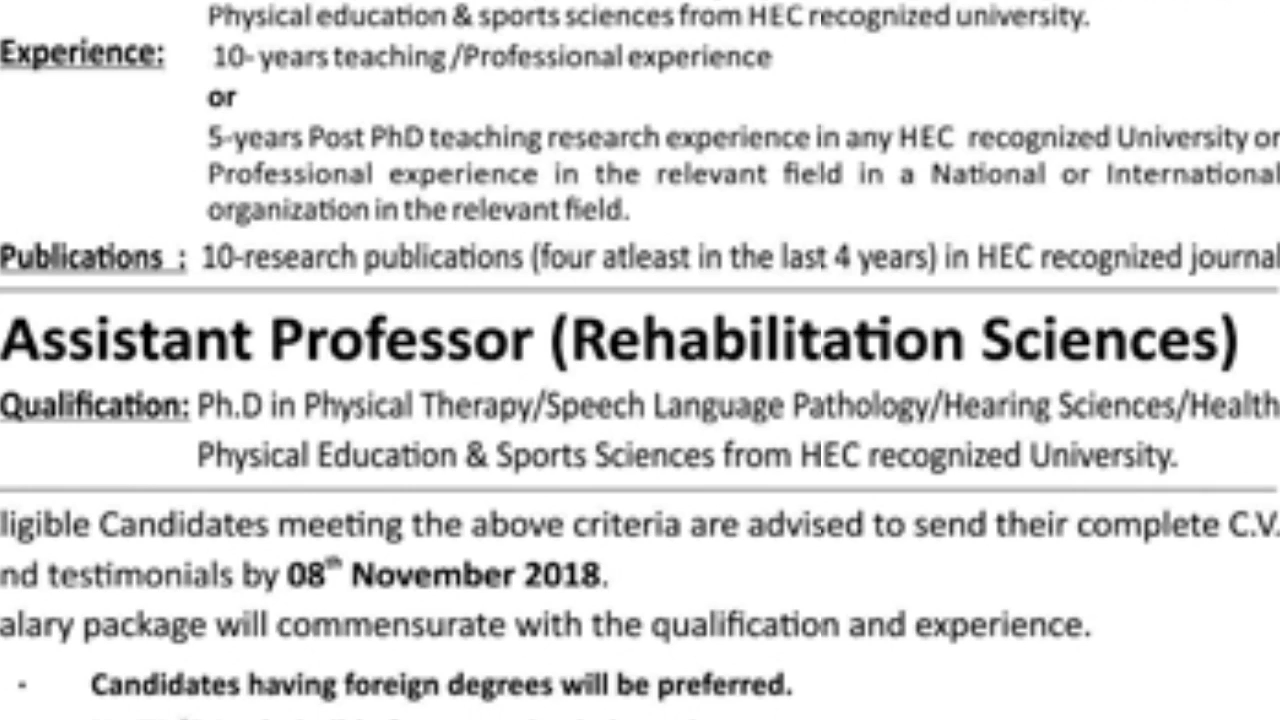 Physical education & sports sciences from HEC recognized university.
Experience: 10- years teaching /Professional experience
or
5-years Post PhD teaching research experience in any HEC recognized University or
Professional experience in the relevant field in a National or International
organization in the relevant field.
Publications : 10-research publications (four atleast in the last 4 years) in HEC recognized journal
Assistant Professor (Rehabilitation Sciences)
Qualification: Ph.D in Physical Therapy/Speech Language Pathology/Hearing Sciences/Health
Physical Education & Sports Sciences from HEC recognized University.
ligible Candidates meeting the above criteria are advised to send their complete C.V.
nd testimonials by 08th November 2018.
alary package will commensurate with the qualification and experience.
· Candidates having foreign degrees will be preferred.